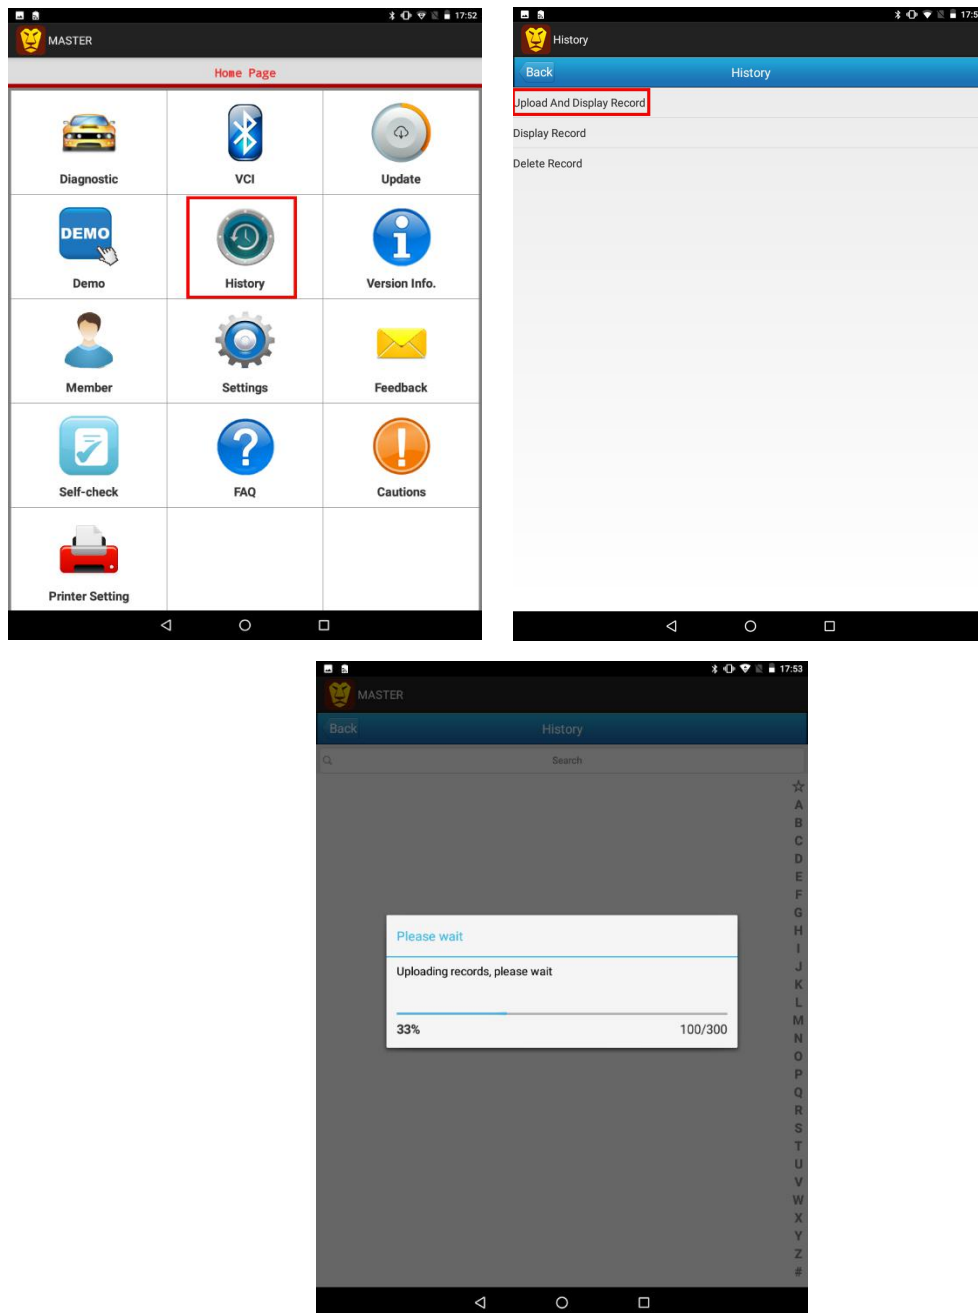 17:52
MASTER
Home Page
Diagnostic
VCI
Update
DEMO
Demo
History
Version Info.
Member
Settings
Feedback
Self-check
FAQ
Cautions
Printer Setting
17:5
History
Back
History
Upload And Display Record
Display Record
Delete Record
17:53
MASTER
Back
History
Search
A
B
C
D
E
F
G
H
I
J
K
L
M
N
O
P
Q
R
S
T
U
V
W
X
Y
Z
#
Please wait
Uploading records, please wait
33%
100/300